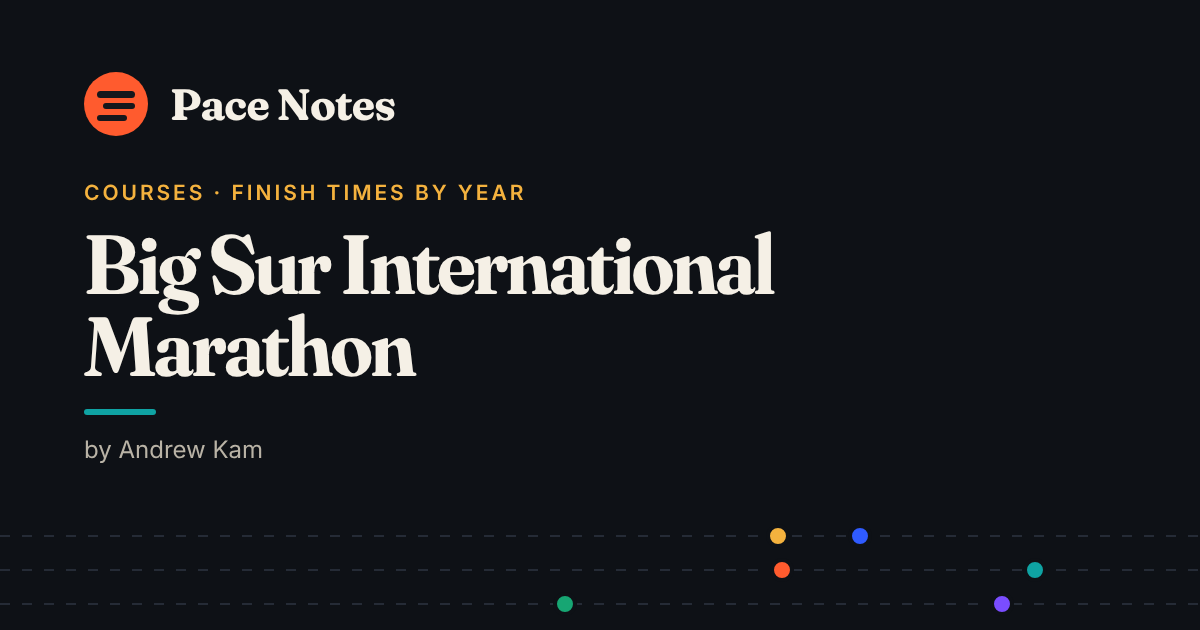 Pace Notes
COURSES · FINISH TIMES BY YEAR
Big Sur International
Marathon
by Andrew Kam